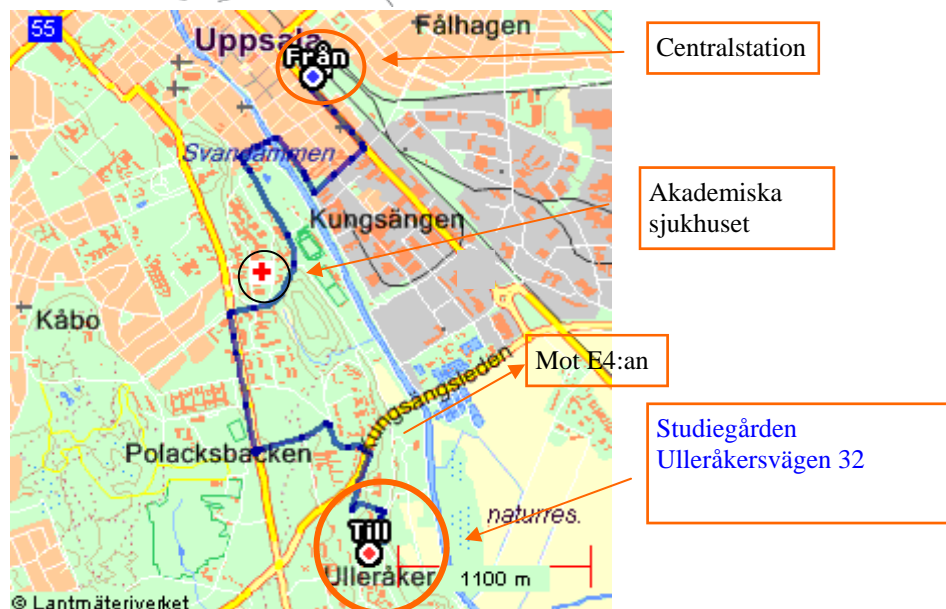 55
Uppsala
Från
Fålhagen
Centralstation
Svandammen
Kungsängen
Akademiska
sjukhuset
Kåbo
Mot E4:an
Kungsängsleden
Polacksbacken
Studiegården
Ulleråkersvägen 32
naturres.
Till
Ulleråker
1100 m
© Lantmäteriverket